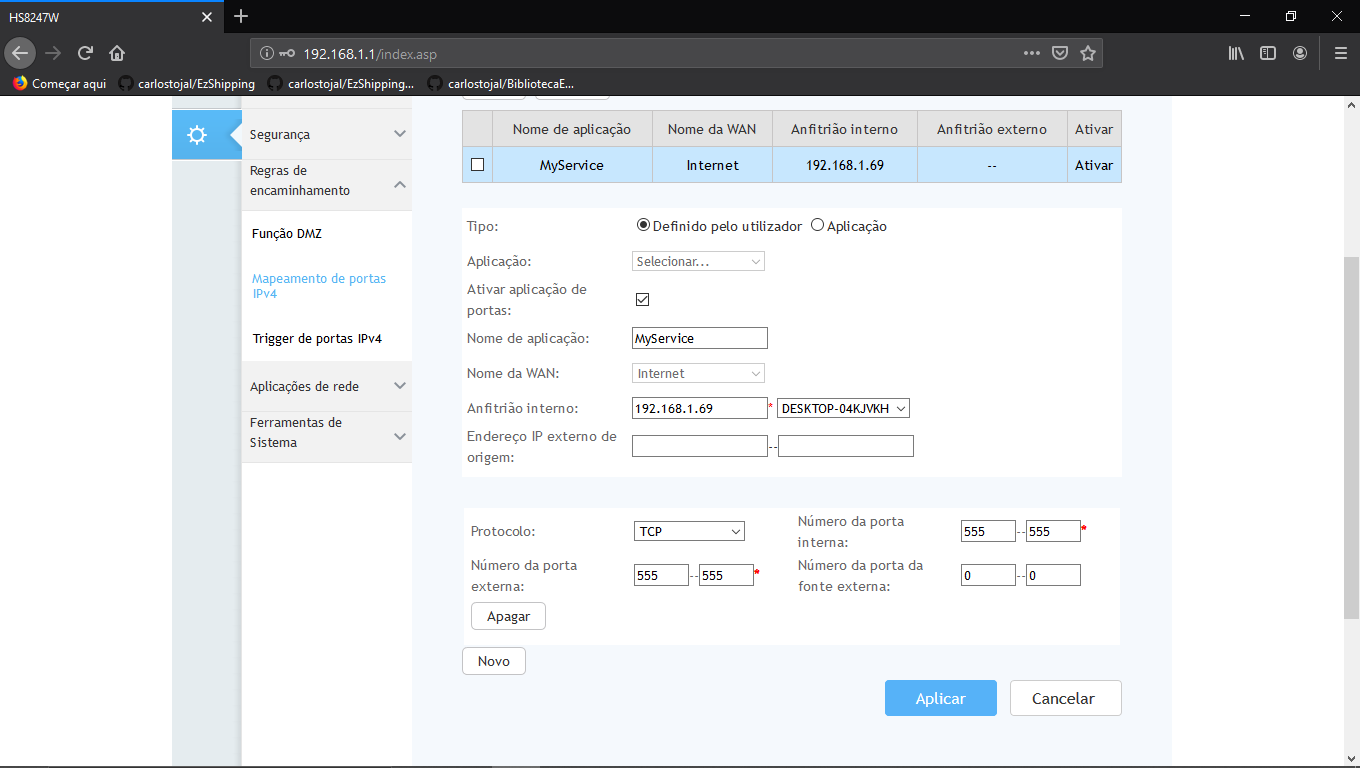 HS8247W
192.168.1.1/index.asp
Começar aqui carlostojal/EzShipping carlostojal/EzShipping... carlostojal/BibliotecaE...
Segurança
Regras de
encaminhamento
Função DMZ
Mapeamento de portas
IPv4
Trigger de portas IPv4
Aplicações de rede
Ferramentas de
Sistema
Nome de aplicação Nome da WAN Anfitrião interno Anfitrião externo Ativar
MyService Internet 192.168.1.69 -- Ativar
Tipo: Definido pelo utilizador Aplicação
Aplicação: Selecionar...
Ativar aplicação de
portas:
Nome de aplicação: MyService
Nome da WAN: Internet
Anfitrião interno: 192.168.1.69 * DESKTOP-04KJVKH
Endereço IP externo de
origem: --
Protocolo: TCP
Número da porta
interna: 555 -- 555 *
Número da porta
externa: 555 -- 555 *
Número da porta da
fonte externa: 0 -- 0
Apagar
Novo
Aplicar Cancelar